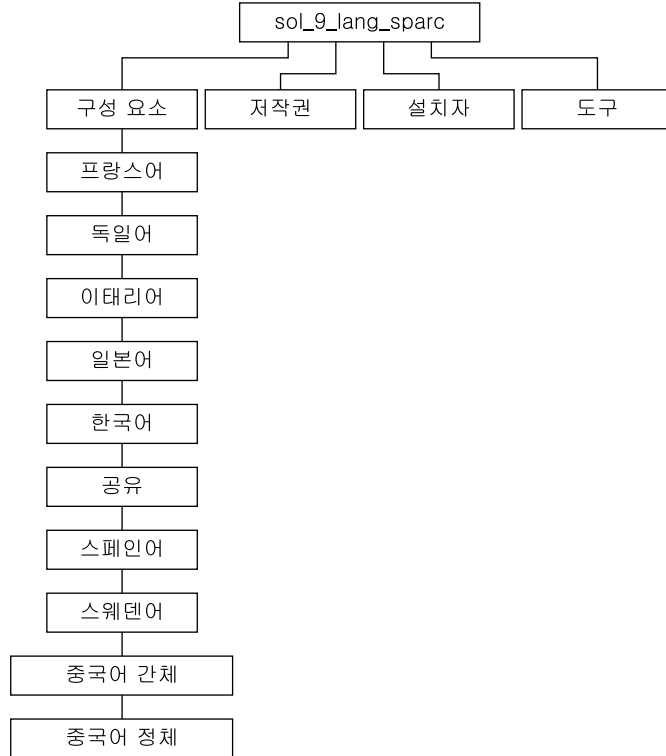 sol_9_lang_sparc
구성 요소
저작권
설치자
도구
프랑스어
독일어
이태리어
일본어
한국어
공유
스페인어
스웨덴어
중국어 간체
중국어 정체